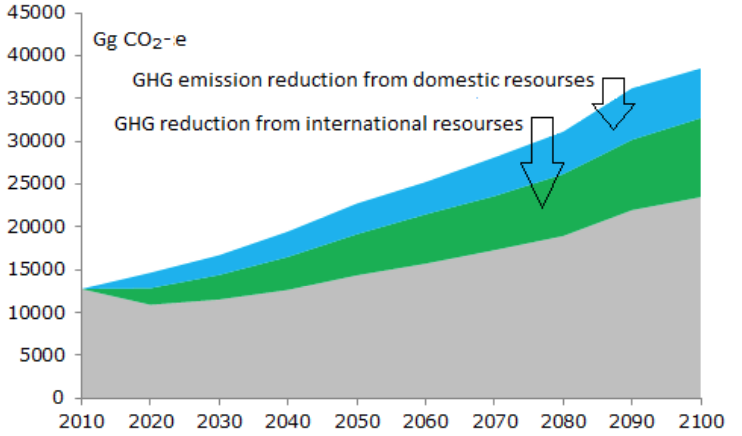 45000
Gg CO₂-e
40000
GHG emission reduction from domestic resourses
35000
GHG reduction from international resourses
30000
25000
20000
15000
10000
5000
0
2010 2020 2030 2040 2050 2060 2070 2080 2090 2100